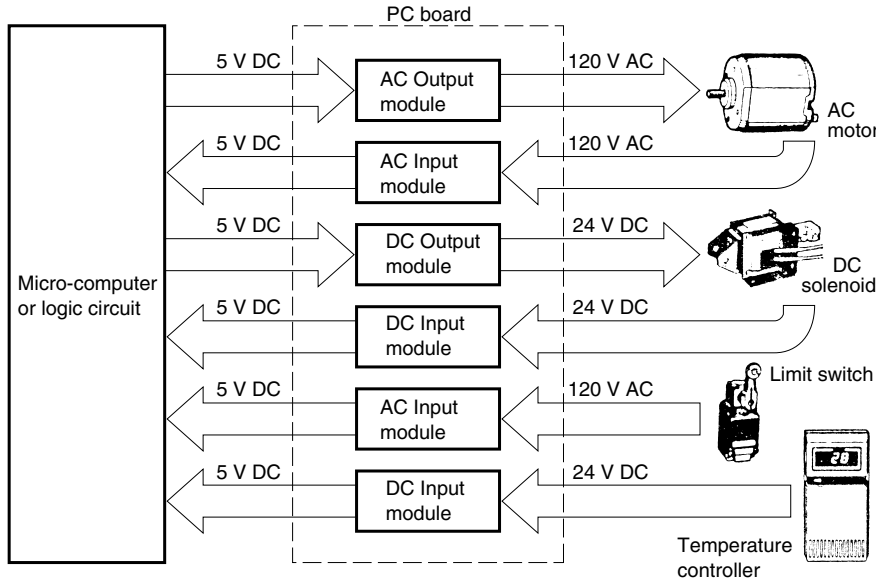 PC board
5 V DC
AC Output
module
120 V AC
AC
motor
5 V DC
AC Input
module
120 V AC
5 V DC
DC Output
module
24 V DC
DC
solenoid
Micro-computer
or logic circuit
5 V DC
DC Input
module
24 V DC
5 V DC
AC Input
module
120 V AC
Limit switch
28
5 V DC
DC Input
module
24 V DC
Temperature
controller